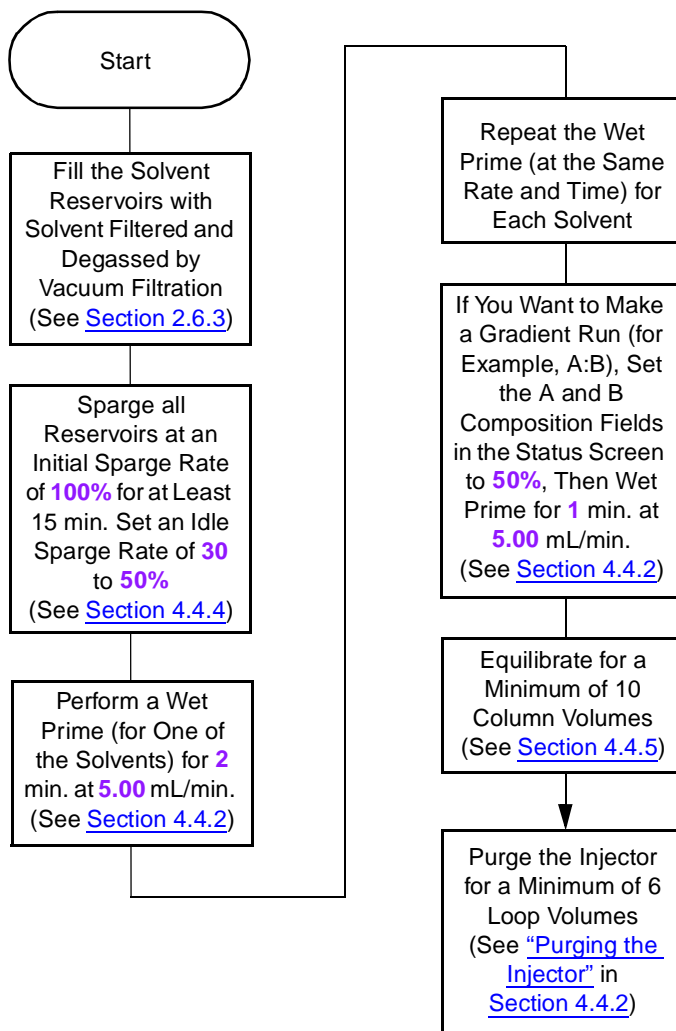 Start
Fill the Solvent
Reservoirs with
Solvent Filtered and
Degassed by
Vacuum Filtration
(See Section 2.6.3)
Sparge all
Reservoirs at an
Initial Sparge Rate
of 100% for at Least
15 min. Set an Idle
Sparge Rate of 30
to 50%
(See Section 4.4.4)
Perform a Wet
Prime (for One of
the Solvents) for 2
min. at 5.00 mL/min.
(See Section 4.4.2)
Repeat the Wet
Prime (at the Same
Rate and Time) for
Each Solvent
If You Want to Make
a Gradient Run (for
Example, A:B), Set
the A and B
Composition Fields
in the Status Screen
to 50%, Then Wet
Prime for 1 min. at
5.00 mL/min.
(See Section 4.4.2)
Equilibrate for a
Minimum of 10
Column Volumes
(See Section 4.4.5)
Purge the Injector
for a Minimum of 6
Loop Volumes
(See “Purging the
Injector” in
Section 4.4.2)